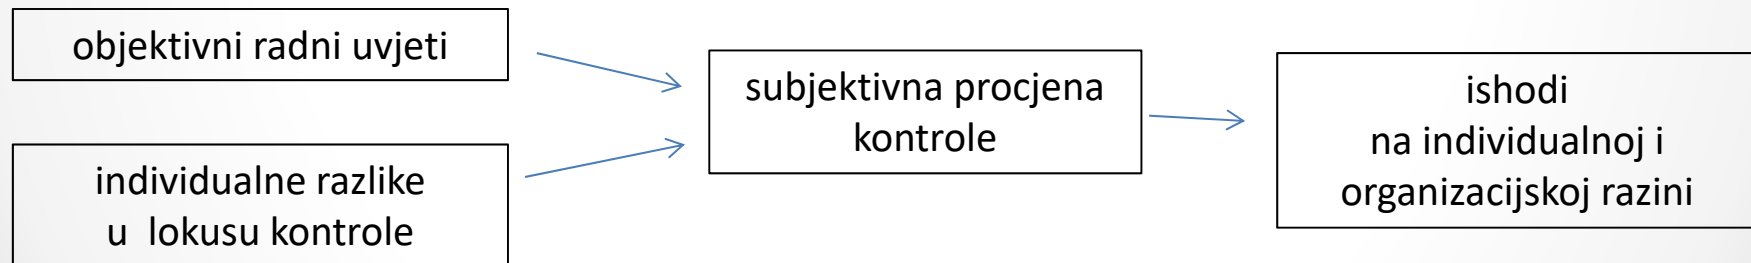 objektivni radni uvjeti
individualne razlike
u lokusu kontrole
subjektivna procjena
kontrole
ishodi
na individualnoj i
organizacijskoj razini